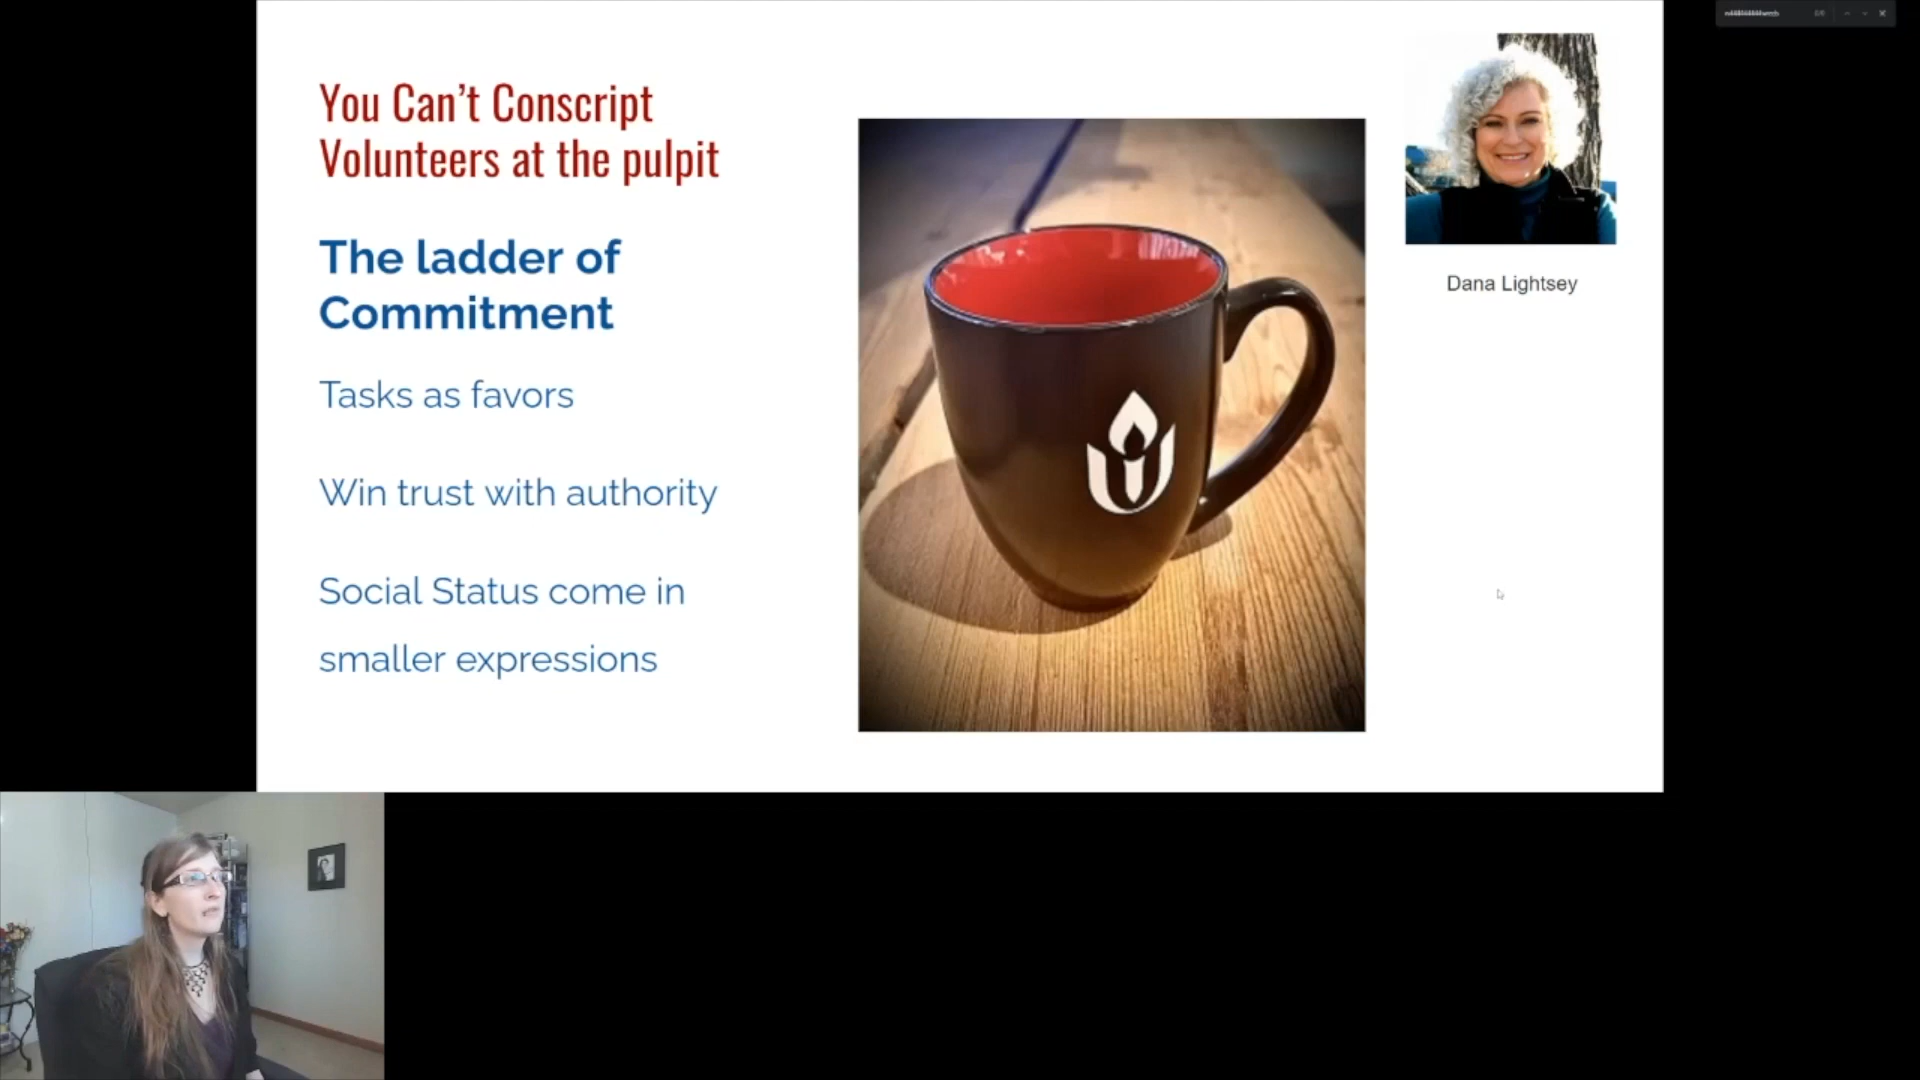 You Can’t Conscript
Volunteers at the pulpit
The ladder of
Commitment
Tasks as favors
Win trust with authority
Social Status come in
smaller expressions
Dana Lightsey